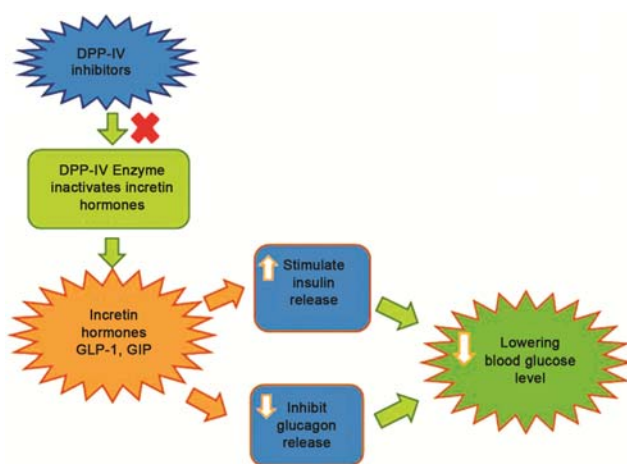 DPP-IV
inhibitors
DPP-IV Enzyme
inactivates incretin
hormones
Incretin
hormones
GLP-1, GIP
Stimulate
insulin
release
Inhibit
glucagon
release
Lowering
blood glucose
level